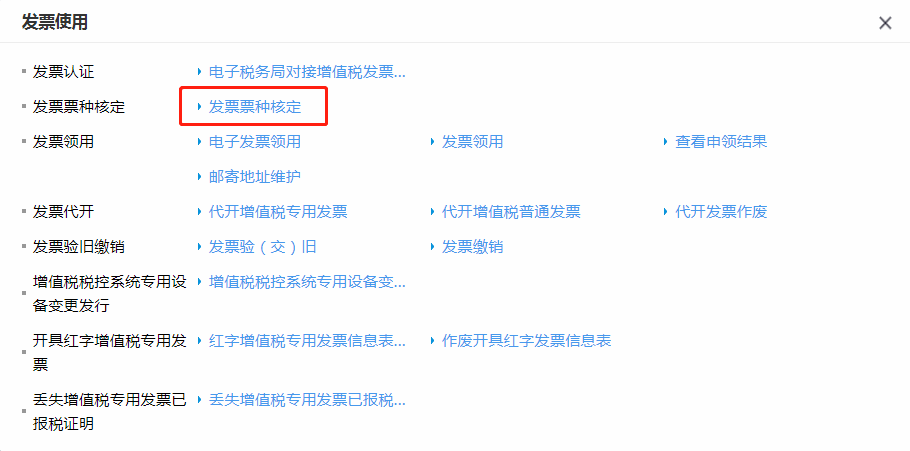 发票使用
发票认证 电子税务局对接增值税发票...
发票票种核定 发票票种核定
发票领用 电子发票领用 发票领用 查看申领结果
邮寄地址维护
发票代开 代开增值税专用发票 代开增值税普通发票 代开发票作废
发票验旧缴销 发票验（交）旧 发票缴销
增值税税控系统专用设 增值税税控系统专用设备变...
备变更发行
开具红字增值税专用发 红字增值税专用发票信息表... 作废开具红字发票信息表
票
丢失增值税专用发票已 丢失增值税专用发票已报税...
报税证明